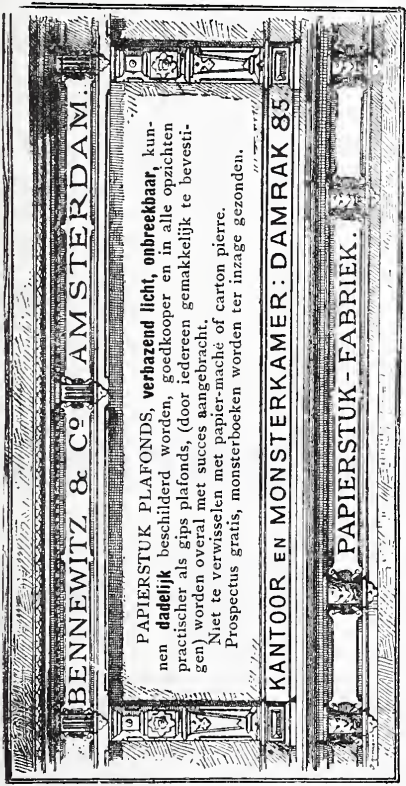 BENNEWITZ & Cº AMSTERDAM.
PAPIERSTUK PLAFONDS, verbazend licht, onbreekbaar, kun-
nen dadelijk beschilderd worden, goedkooper en in alle opzichten
practischer als gips plafonds, (door iedereen gemakkelijk te bevesti-
gen) worden overal met succes aangebracht.
Niet te verwisselen met papier-maché of carton pierre.
Prospectus gratis, monsterboeken worden ter inzage gezonden.
KANTOOR EN MONSTERKAMER: DAMRAK 85.
PAPIERSTUK-FABRIEK.